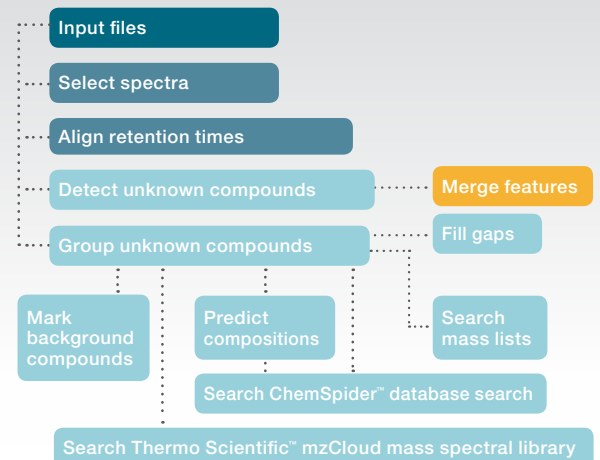 Input files
Select spectra
Align retention times
Detect unknown compounds
Merge features
Group unknown compounds
Fill gaps
Mark
background
compounds
Predict
compositions
Search
mass lists
Search ChemSpider™ database search
Search Thermo Scientific™ mzCloud mass spectral library